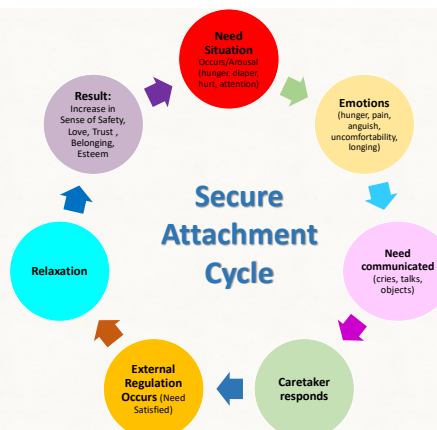 Need
Situation
Occurs/Arousal
(hunger, diaper,
hurt, attention)
Emotions
(hunger, pain,
anguish,
uncomfortability,
longing)
Need
communicated
(cries, talks,
objects)
Caretaker
responds
External
Regulation
Occurs (Need
Satisfied)
Relaxation
Result:
Increase in
Sense of Safety,
Love, Trust ,
Belonging,
Esteem
Secure
Attachment
Cycle